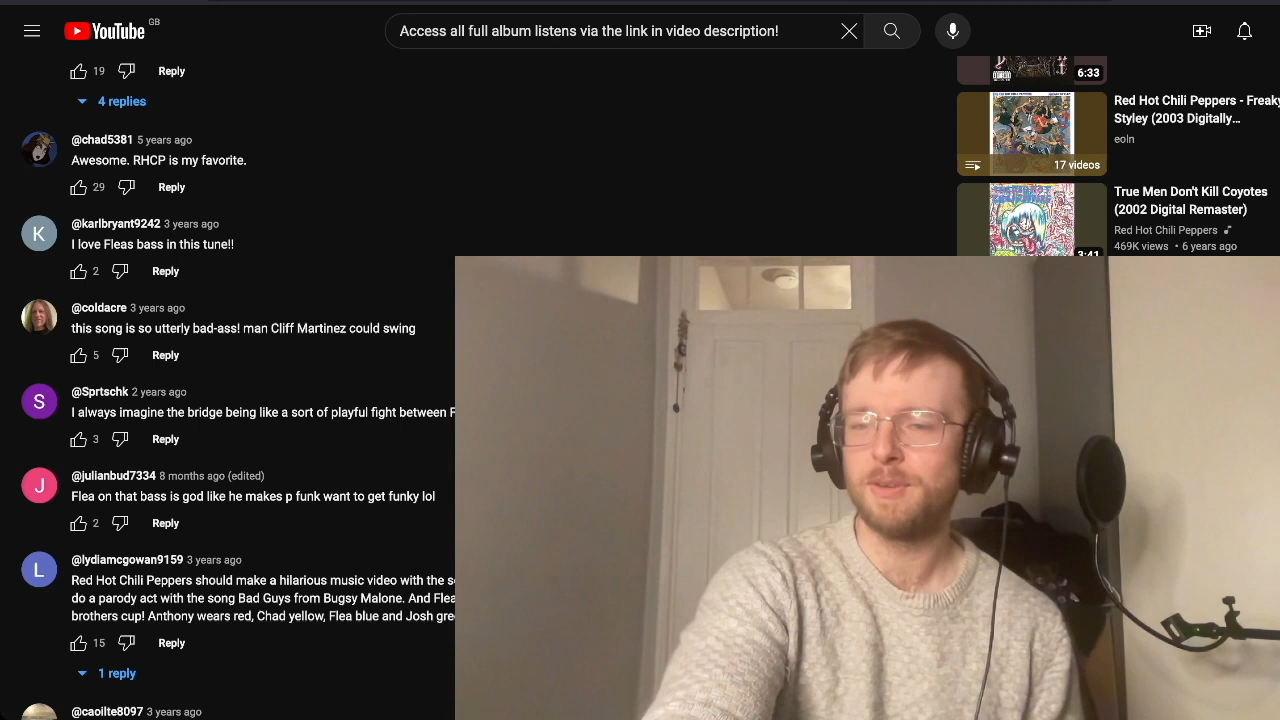 YouTube GB
Access all full album listens via the link in video description!
19 Reply
4 replies
@chad5381 5 years ago
Awesome. RHCP is my favorite.
29 Reply
@karlbryant9242 3 years ago
I love Fleas bass in this tune!!
2 Reply
@coldacre 3 years ago
this song is so utterly bad-ass! man Cliff Martinez could swing
5 Reply
@Sprtschk 2 years ago
I always imagine the bridge being like a sort of playful fight between F
3 Reply
@julianbud7334 8 months ago (edited)
Flea on that bass is god like he makes p funk want to get funky lol
2 Reply
@lydiamcgowan9159 3 years ago
Red Hot Chili Peppers should make a hilarious music video with the s
do a parody act with the song Bad Guys from Bugsy Malone. And Flea
brothers cup! Anthony wears red, Chad yellow, Flea blue and Josh gre
15 Reply
1 reply
@caoilte8097 3 years ago
K
S
J
L
6:33
Red Hot Chili Peppers - Freaky
Styley (2003 Digitally...
eoln
17 videos
True Men Don't Kill Coyotes
(2002 Digital Remaster)
Red Hot Chili Peppers
469K views • 6 years ago
3:41